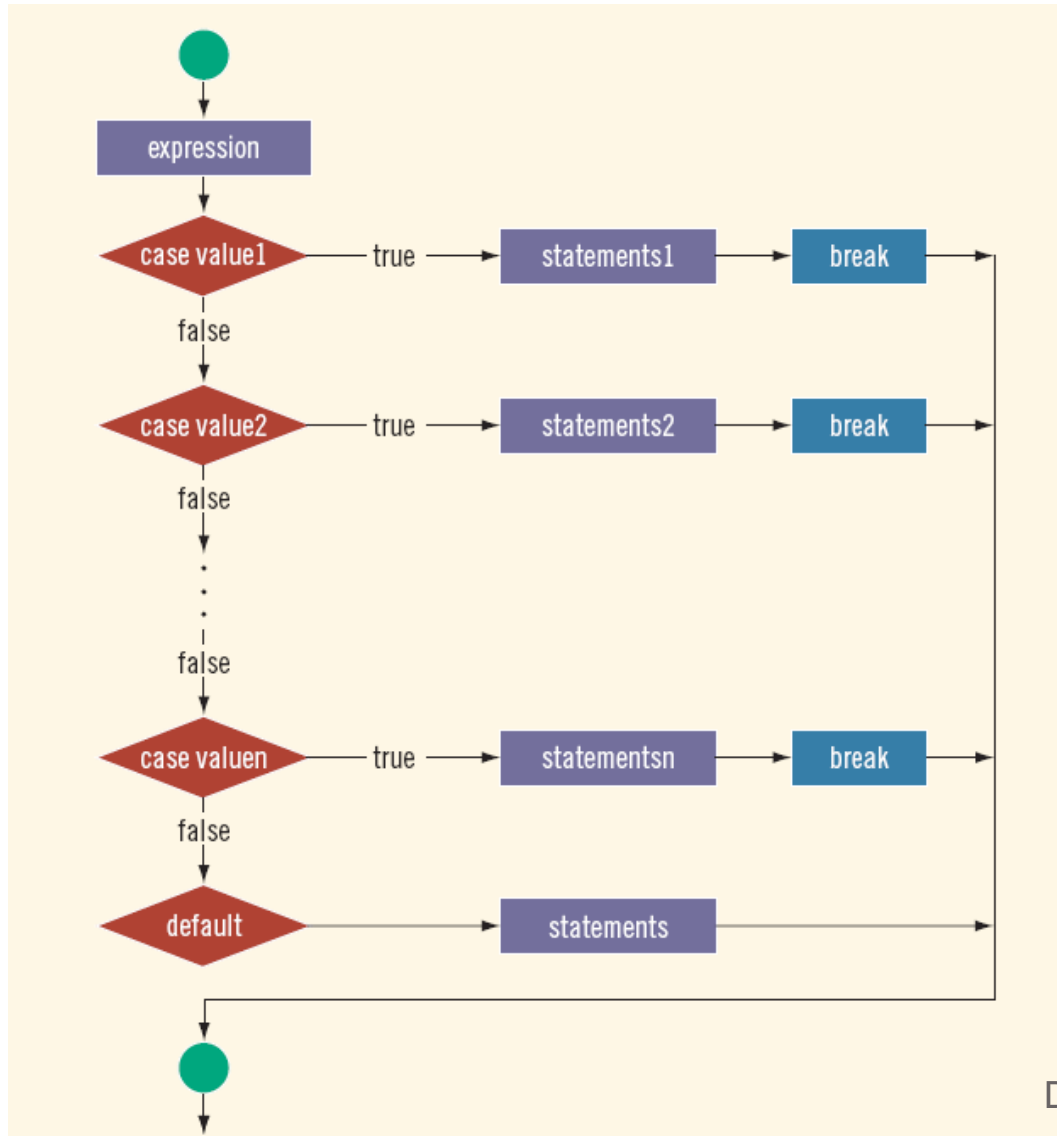 expression
case value1 true statements1 break
false
case value2 true statements2 break
false
false
case valuen true statementsn break
false
default statements